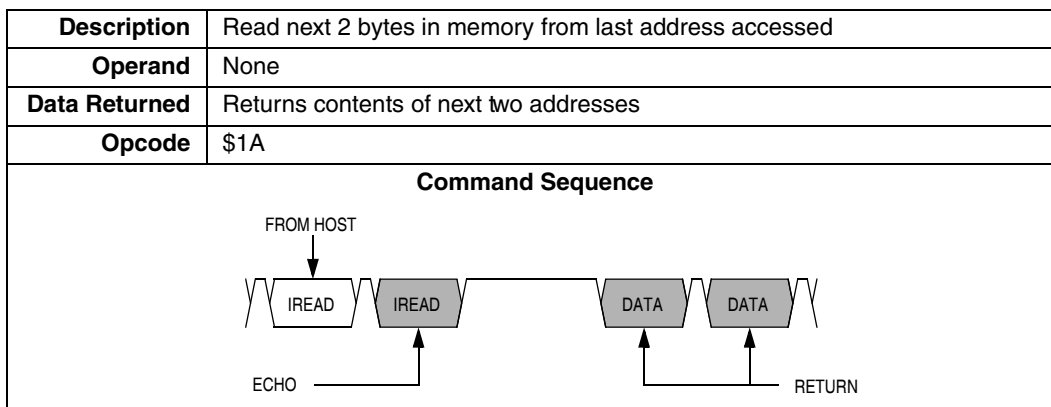 Description Read next 2 bytes in memory from last address accessed
Operand None
Data Returned Returns contents of next two addresses
Opcode $1A
Command Sequence
FROM HOST
IREAD IREAD DATA DATA
ECHO RETURN